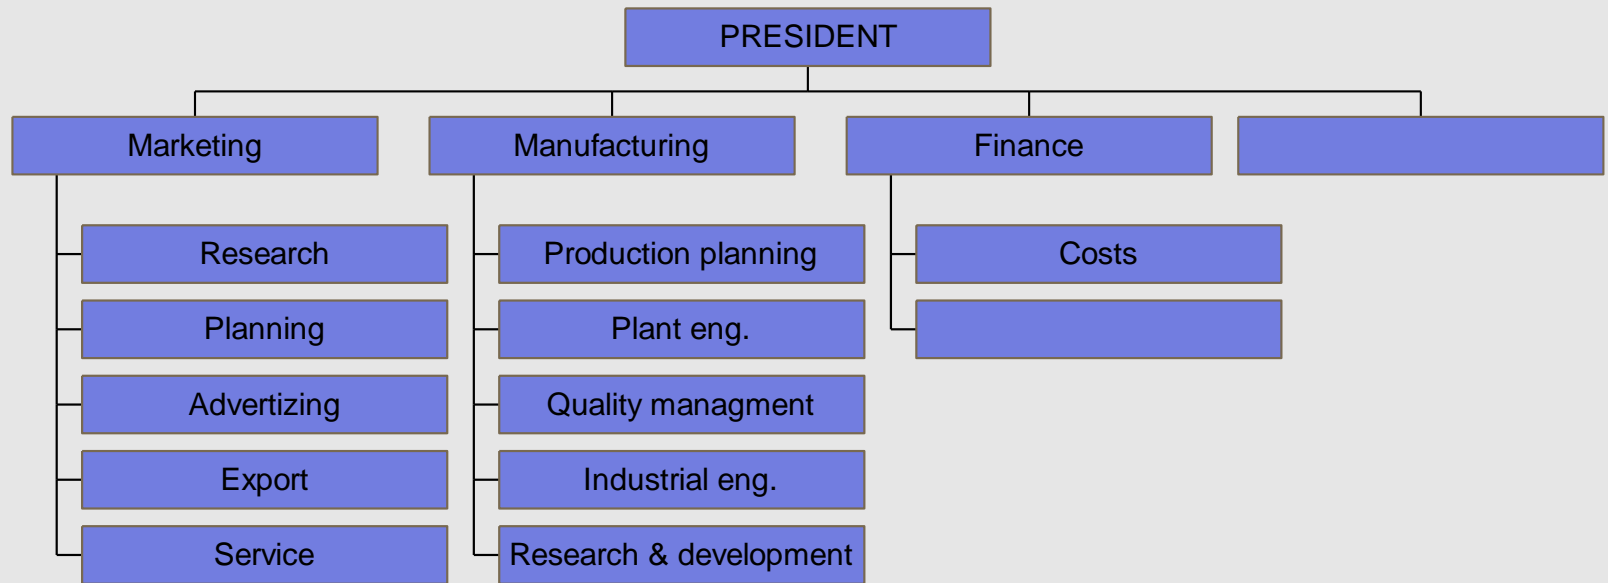 PRESIDENT
Marketing
Manufacturing
Finance
Research
Planning
Advertizing
Export
Service
Production planning
Plant eng.
Quality managment
Industrial eng.
Research & development
Costs